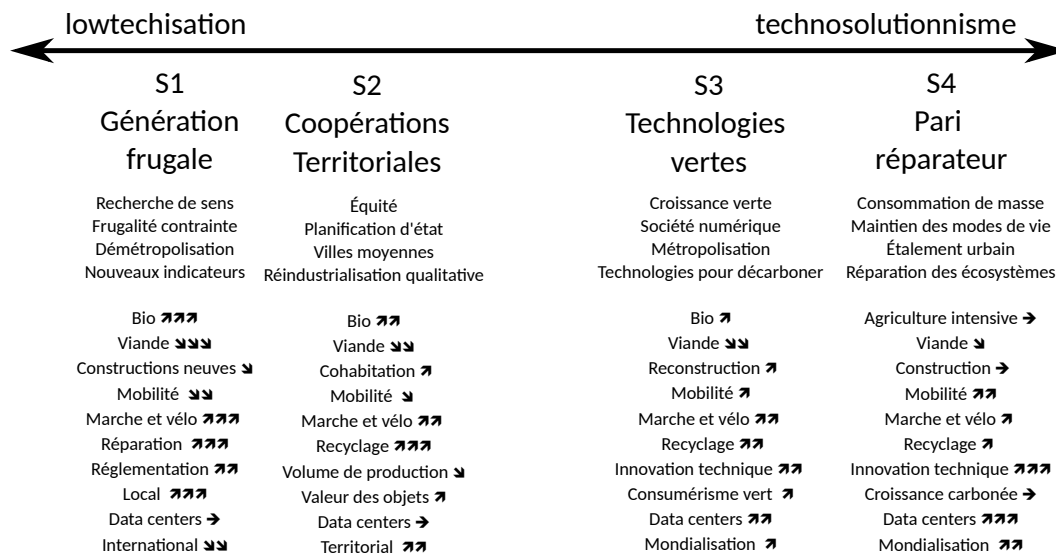 lowtechisation
technosolutionnisme
S1
Génération
frugale
Recherche de sens
Frugalité contrainte
Démétropolisation
Nouveaux indicateurs
Bio ⬈⬈⬈
Viande ⬊⬊⬊
Constructions neuves ⬊
Mobilité ⬊⬊
Marche et vélo ⬈⬈⬈
Réparation ⬈⬈⬈
Réglementation ⬈⬈
Local ⬈⬈⬈
Data centers ➔
International ⬊⬊
S2
Coopérations
Territoriales
Équité
Planification d'état
Villes moyennes
Réindustrialisation qualitative
Bio ⬈⬈
Viande ⬊⬊
Cohabitation ⬈
Mobilité ⬊
Marche et vélo ⬈⬈
Recyclage ⬈⬈⬈
Volume de production ⬊
Valeur des objets ⬈
Data centers ➔
Territorial ⬈⬈
S3
Technologies
vertes
Croissance verte
Société numérique
Métropolisation
Technologies pour décarboner
Bio ⬈
Viande ⬊⬊
Reconstruction ⬈
Mobilité ⬈
Marche et vélo ⬈⬈
Recyclage ⬈⬈
Innovation technique ⬈⬈
Consumérisme vert ⬈
Data centers ⬈⬈
Mondialisation ⬈
S4
Pari
réparateur
Consommation de masse
Maintien des modes de vie
Étalement urbain
Réparation des écosystèmes
Agriculture intensive ➔
Viande ⬊
Construction ➔
Mobilité ⬈⬈
Marche et vélo ⬈
Recyclage ⬈
Innovation technique ⬈⬈⬈
Croissance carbonée ➔
Data centers ⬈⬈⬈
Mondialisation ⬈⬈